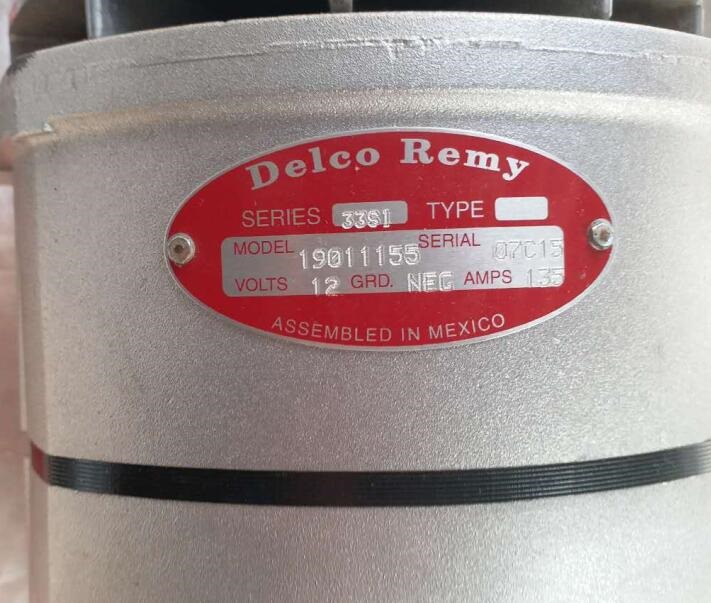 Delco Remy
SERIES 33SI TYPE
MODEL 19011155 SERIAL 07C15
VOLTS 12 GRD. NEG AMPS 135
ASSEMBLED IN MEXICO